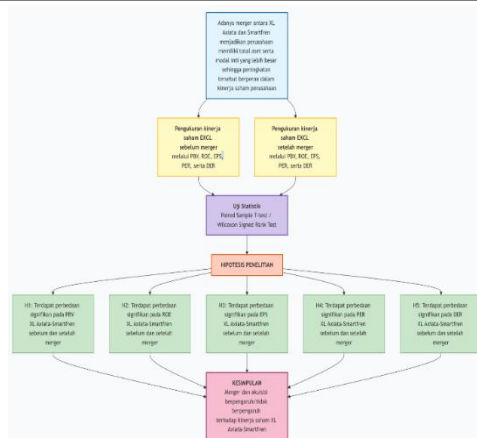 Adanya merger antara XL
Axiata dan Smartfren
menjadikan perusahaan
memiliki total aset serta
modal inti yang lebih besar
sehingga peningkatan
tersebut berperan dalam
kinerja saham perusahaan
Pengukuran kinerja
saham EXCL
sebelum merger
melalui PBV, ROE, EPS,
PER, serta DER
Pengukuran kinerja
saham EXCL
setelah merger
melalui PBV, ROE, EPS,
PER, serta DER
Uji Statistik
Paired Sample T-test /
Wilcoxon Signed Rank Test
HIPOTESIS PENELITIAN
H1: Terdapat perbedaan
signifikan pada PBV
XL Axiata-Smartfren
sebelum dan setelah
merger
H2: Terdapat perbedaan
signifikan pada ROE
XL Axiata-Smartfren
sebelum dan setelah
merger
H3: Terdapat perbedaan
signifikan pada EPS
XL Axiata-Smartfren
sebelum dan setelah
merger
H4: Terdapat perbedaan
signifikan pada PER
XL Axiata-Smartfren
sebelum dan setelah
merger
H5: Terdapat perbedaan
signifikan pada DER
XL Axiata-Smartfren
sebelum dan setelah
merger
KESIMPULAN
Merger dan akuisisi
berpengaruh/tidak
berpengaruh
terhadap kinerja saham XL
Axiata-Smartfren